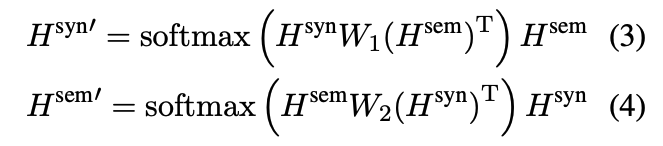 H^{syn′} = softmax (H^{syn}W_1(H^{sem})^T) H^{sem} (3)
H^{sem′} = softmax (H^{sem}W_2(H^{syn})^T) H^{syn} (4)